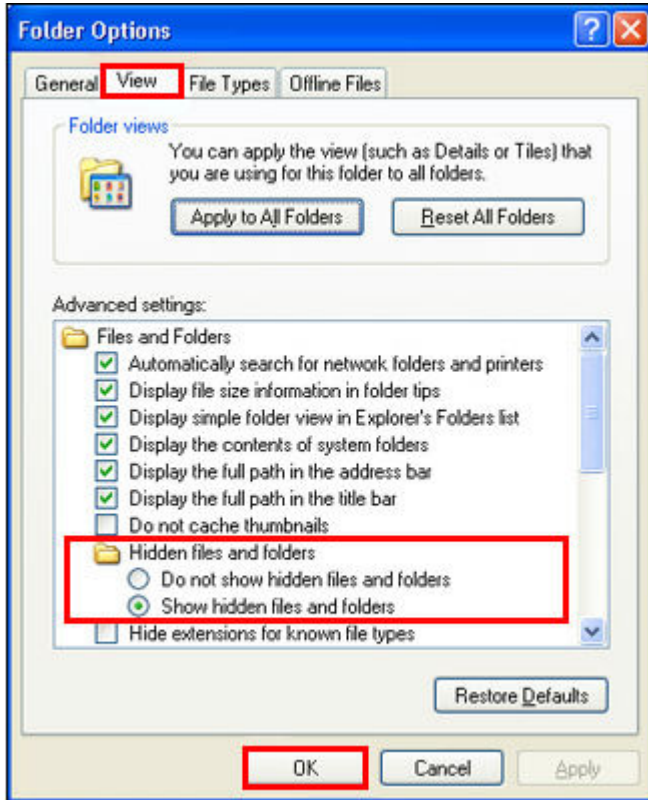 Folder Options
General View File Types Offline Files
Folder views
You can apply the view (such as Details or Tiles) that
you are using for this folder to all folders.
Apply to All Folders Reset All Folders
Advanced settings:
Files and Folders
Automatically search for network folders and printers
Display file size information in folder tips
Display simple folder view in Explorer's Folders list
Display the contents of system folders
Display the full path in the address bar
Display the full path in the title bar
Do not cache thumbnails
Hidden files and folders
Do not show hidden files and folders
Show hidden files and folders
Hide extensions for known file types
Restore Defaults
OK Cancel Apply